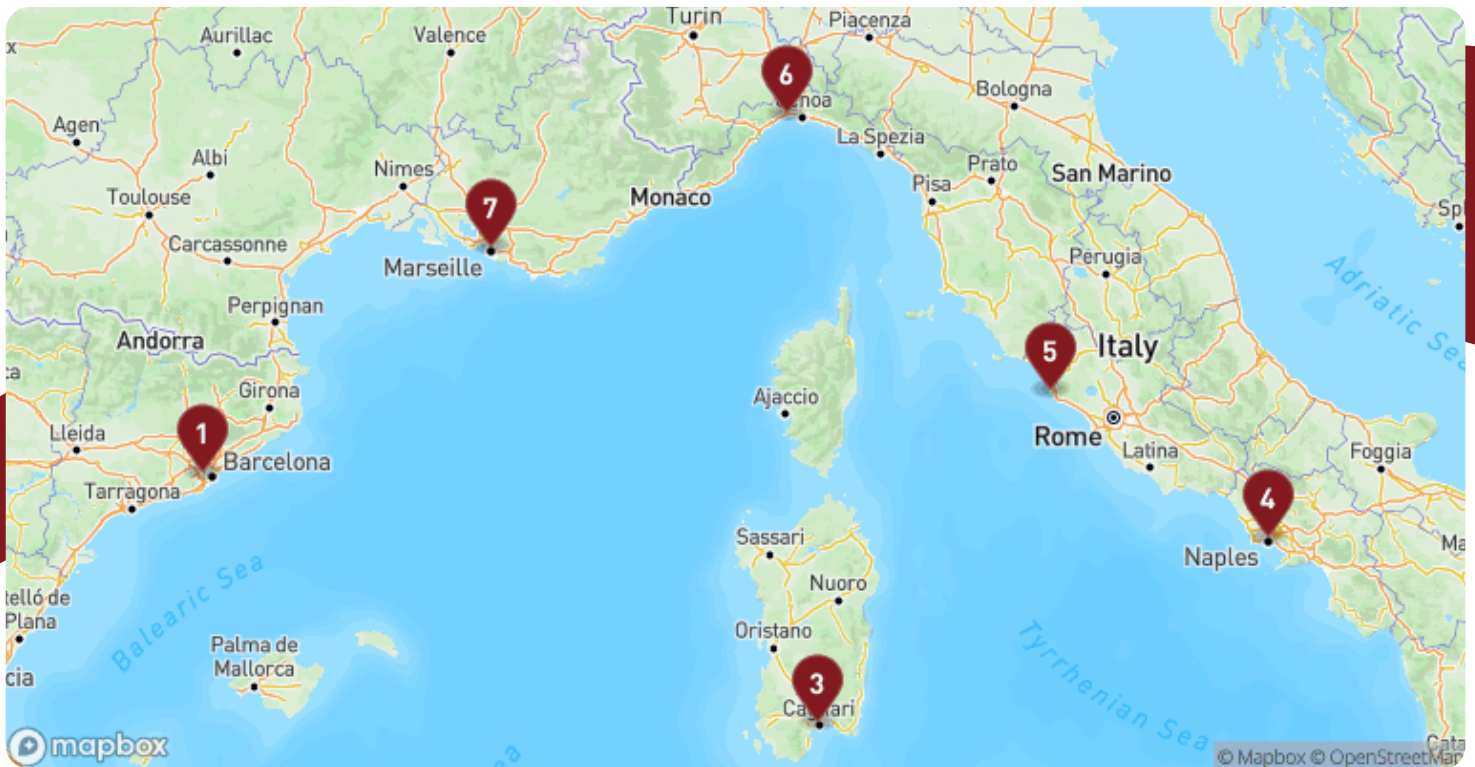 Turin
Piacenza
Aurillac
Valence
6
Bologna
Agen
La Spezia
Albi
Nimes
Prato
San Marino
Pisa
Toulouse
Monaco
7
Carcassonne
Marseille
Perugia
Adriatic Sea
Perpignan
Andorra
5
Italy
Girona
Ajaccio
1
Lleida
Barcelona
Rome
Latina
Foggia
Tarragona
4
Sassari
Naples
Balearic Sea
Nuoro
Oristano
Palma de
Mallorca
Tyrrhenian Sea
3
mapbox
© Mapbox © OpenStreetMap